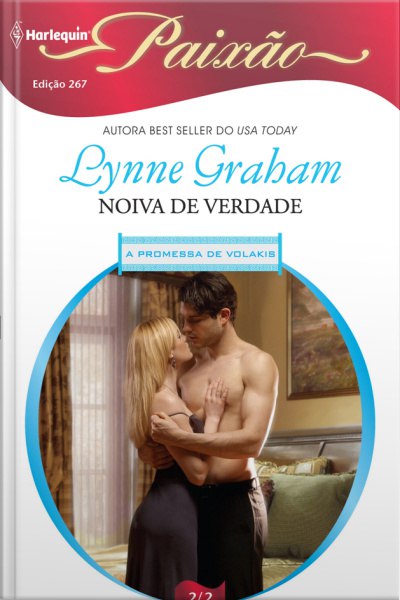 Harlequin®
Paixão
Edição 267
AUTORA BEST SELLER DO USA TODAY
Lynne Graham
NOIVA DE VERDADE
A PROMESSA DE VOLAKIS
2/2